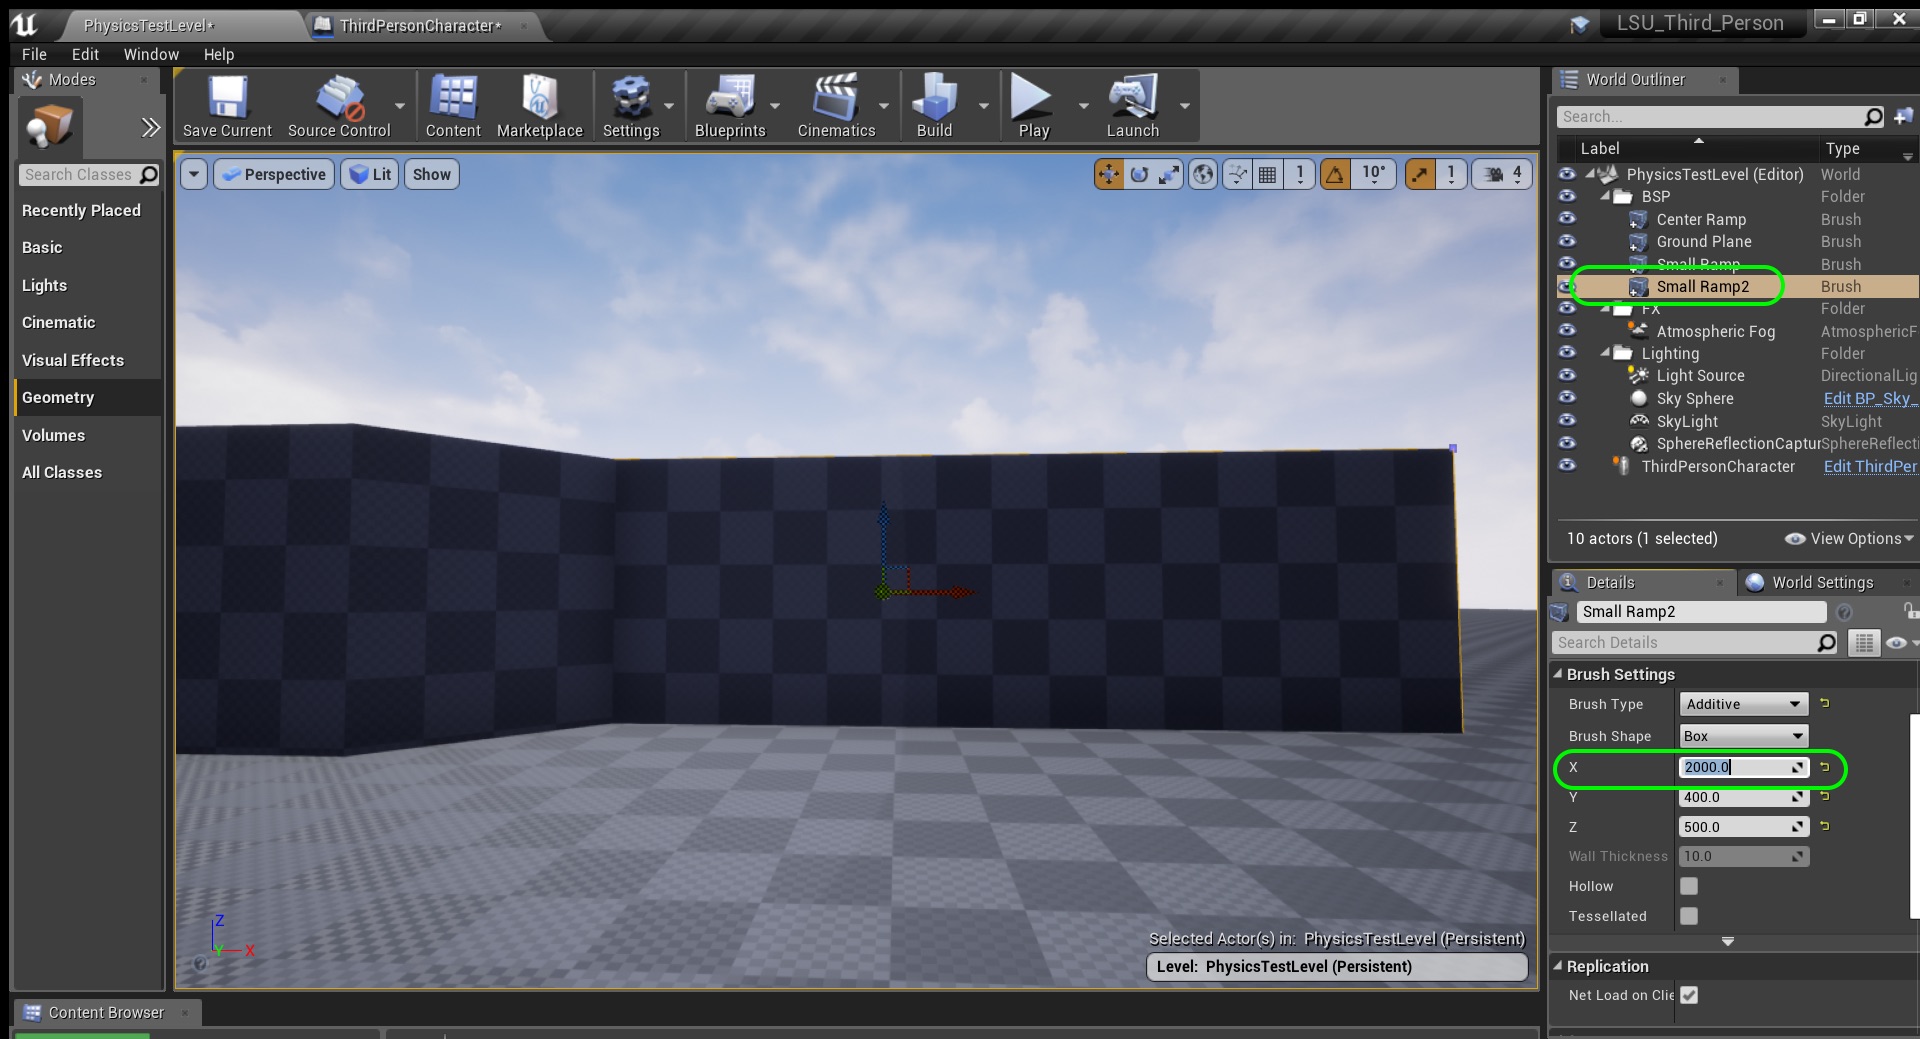 PhysicsTestLevel*
ThirdPersonCharacter*
LSU_Third_Person
File Edit Window Help
Modes
Search Classes
Recently Placed
Basic
Lights
Cinematic
Visual Effects
Geometry
Volumes
All Classes
Save Current
Source Control
Content
Marketplace
Settings
Blueprints
Cinematics
Build
Play
Launch
Perspective
Lit
Show
1
10°
1
4
Z
Y
X
Selected Actor(s) in: PhysicsTestLevel (Persistent)
Level: PhysicsTestLevel (Persistent)
World Outliner
Search...
Label Type
PhysicsTestLevel (Editor) World
BSP Folder
Center Ramp Brush
Ground Plane Brush
Small Ramp Brush
Small Ramp2 Brush
FX Folder
Atmospheric Fog AtmosphericF
Lighting Folder
Light Source DirectionalLig
Sky Sphere Edit BP_Sky_
SkyLight SkyLight
SphereReflectionCaptur SphereReflecti
ThirdPersonCharacter Edit ThirdPer
10 actors (1 selected) View Options
Details
World Settings
Small Ramp2
Search Details
Brush Settings
Brush Type Additive
Brush Shape Box
X 2000.0
Y 400.0
Z 500.0
Wall Thickness 10.0
Hollow
Tessellated
Replication
Net Load on Clie
Content Browser